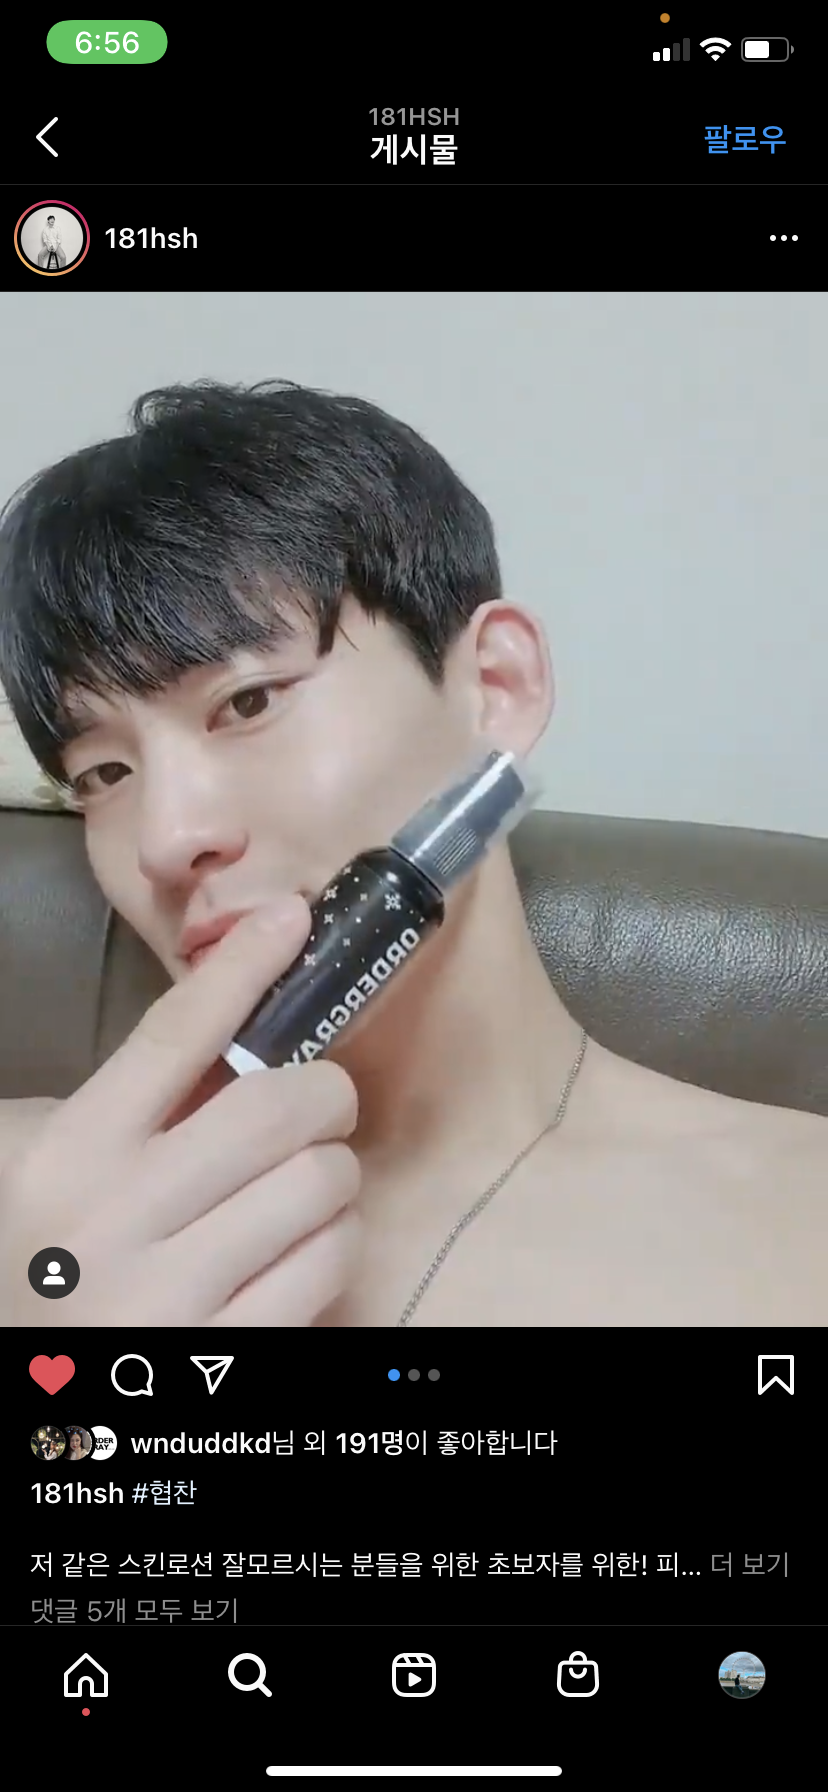 6:56
181HSH
게시물
팔로우
181hsh
ORDERGRAY
wnduddkd님 외 191명이 좋아합니다
181hsh #협찬
저 같은 스킨로션 잘모르시는 분들을 위한 초보자를 위한! 피... 더 보기
댓글 5개 모두 보기